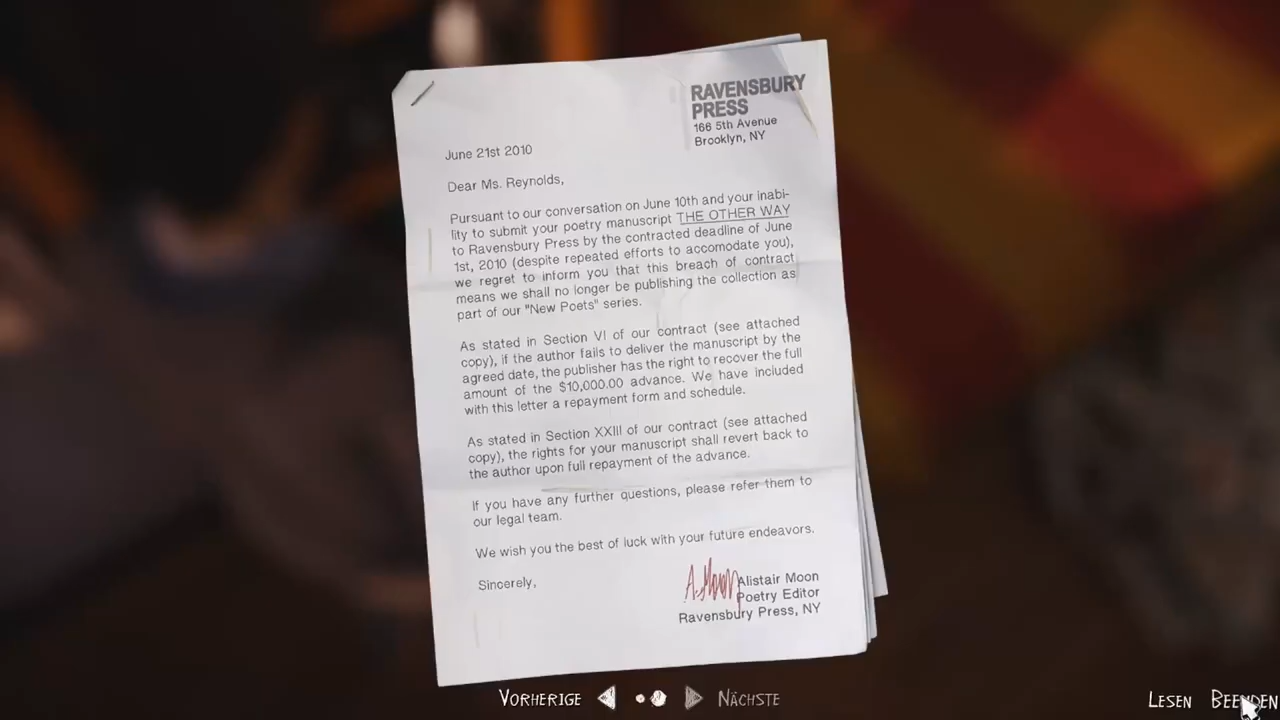 RAVENSBURY
PRESS
166 5th Avenue
Brooklyn, NY
June 21st 2010
Dear Ms. Reynolds,
Pursuant to our conversation on June 10th and your inabi-
lity to submit your poetry manuscript THE OTHER WAY
to Ravensbury Press by the contracted deadline of June
1st, 2010 (despite repeated efforts to accomodate you),
we regret to inform you that this breach of contract
means we shall no longer be publishing the collection as
part of our "New Poets" series.
As stated in Section VI of our contract (see attached
copy), if the author fails to deliver the manuscript by the
agreed date, the publisher has the right to recover the full
amount of the $10,000.00 advance. We have included
with this letter a repayment form and schedule.
As stated in Section XXIII of our contract (see attached
copy), the rights for your manuscript shall revert back to
the author upon full repayment of the advance.
If you have any further questions, please refer them to
our legal team.
We wish you the best of luck with your future endeavors.
Sincerely,
A. Moon
Alistair Moon
Poetry Editor
Ravensbury Press, NY
VORHERIGE NÄCHSTE
LESEN BEENDEN